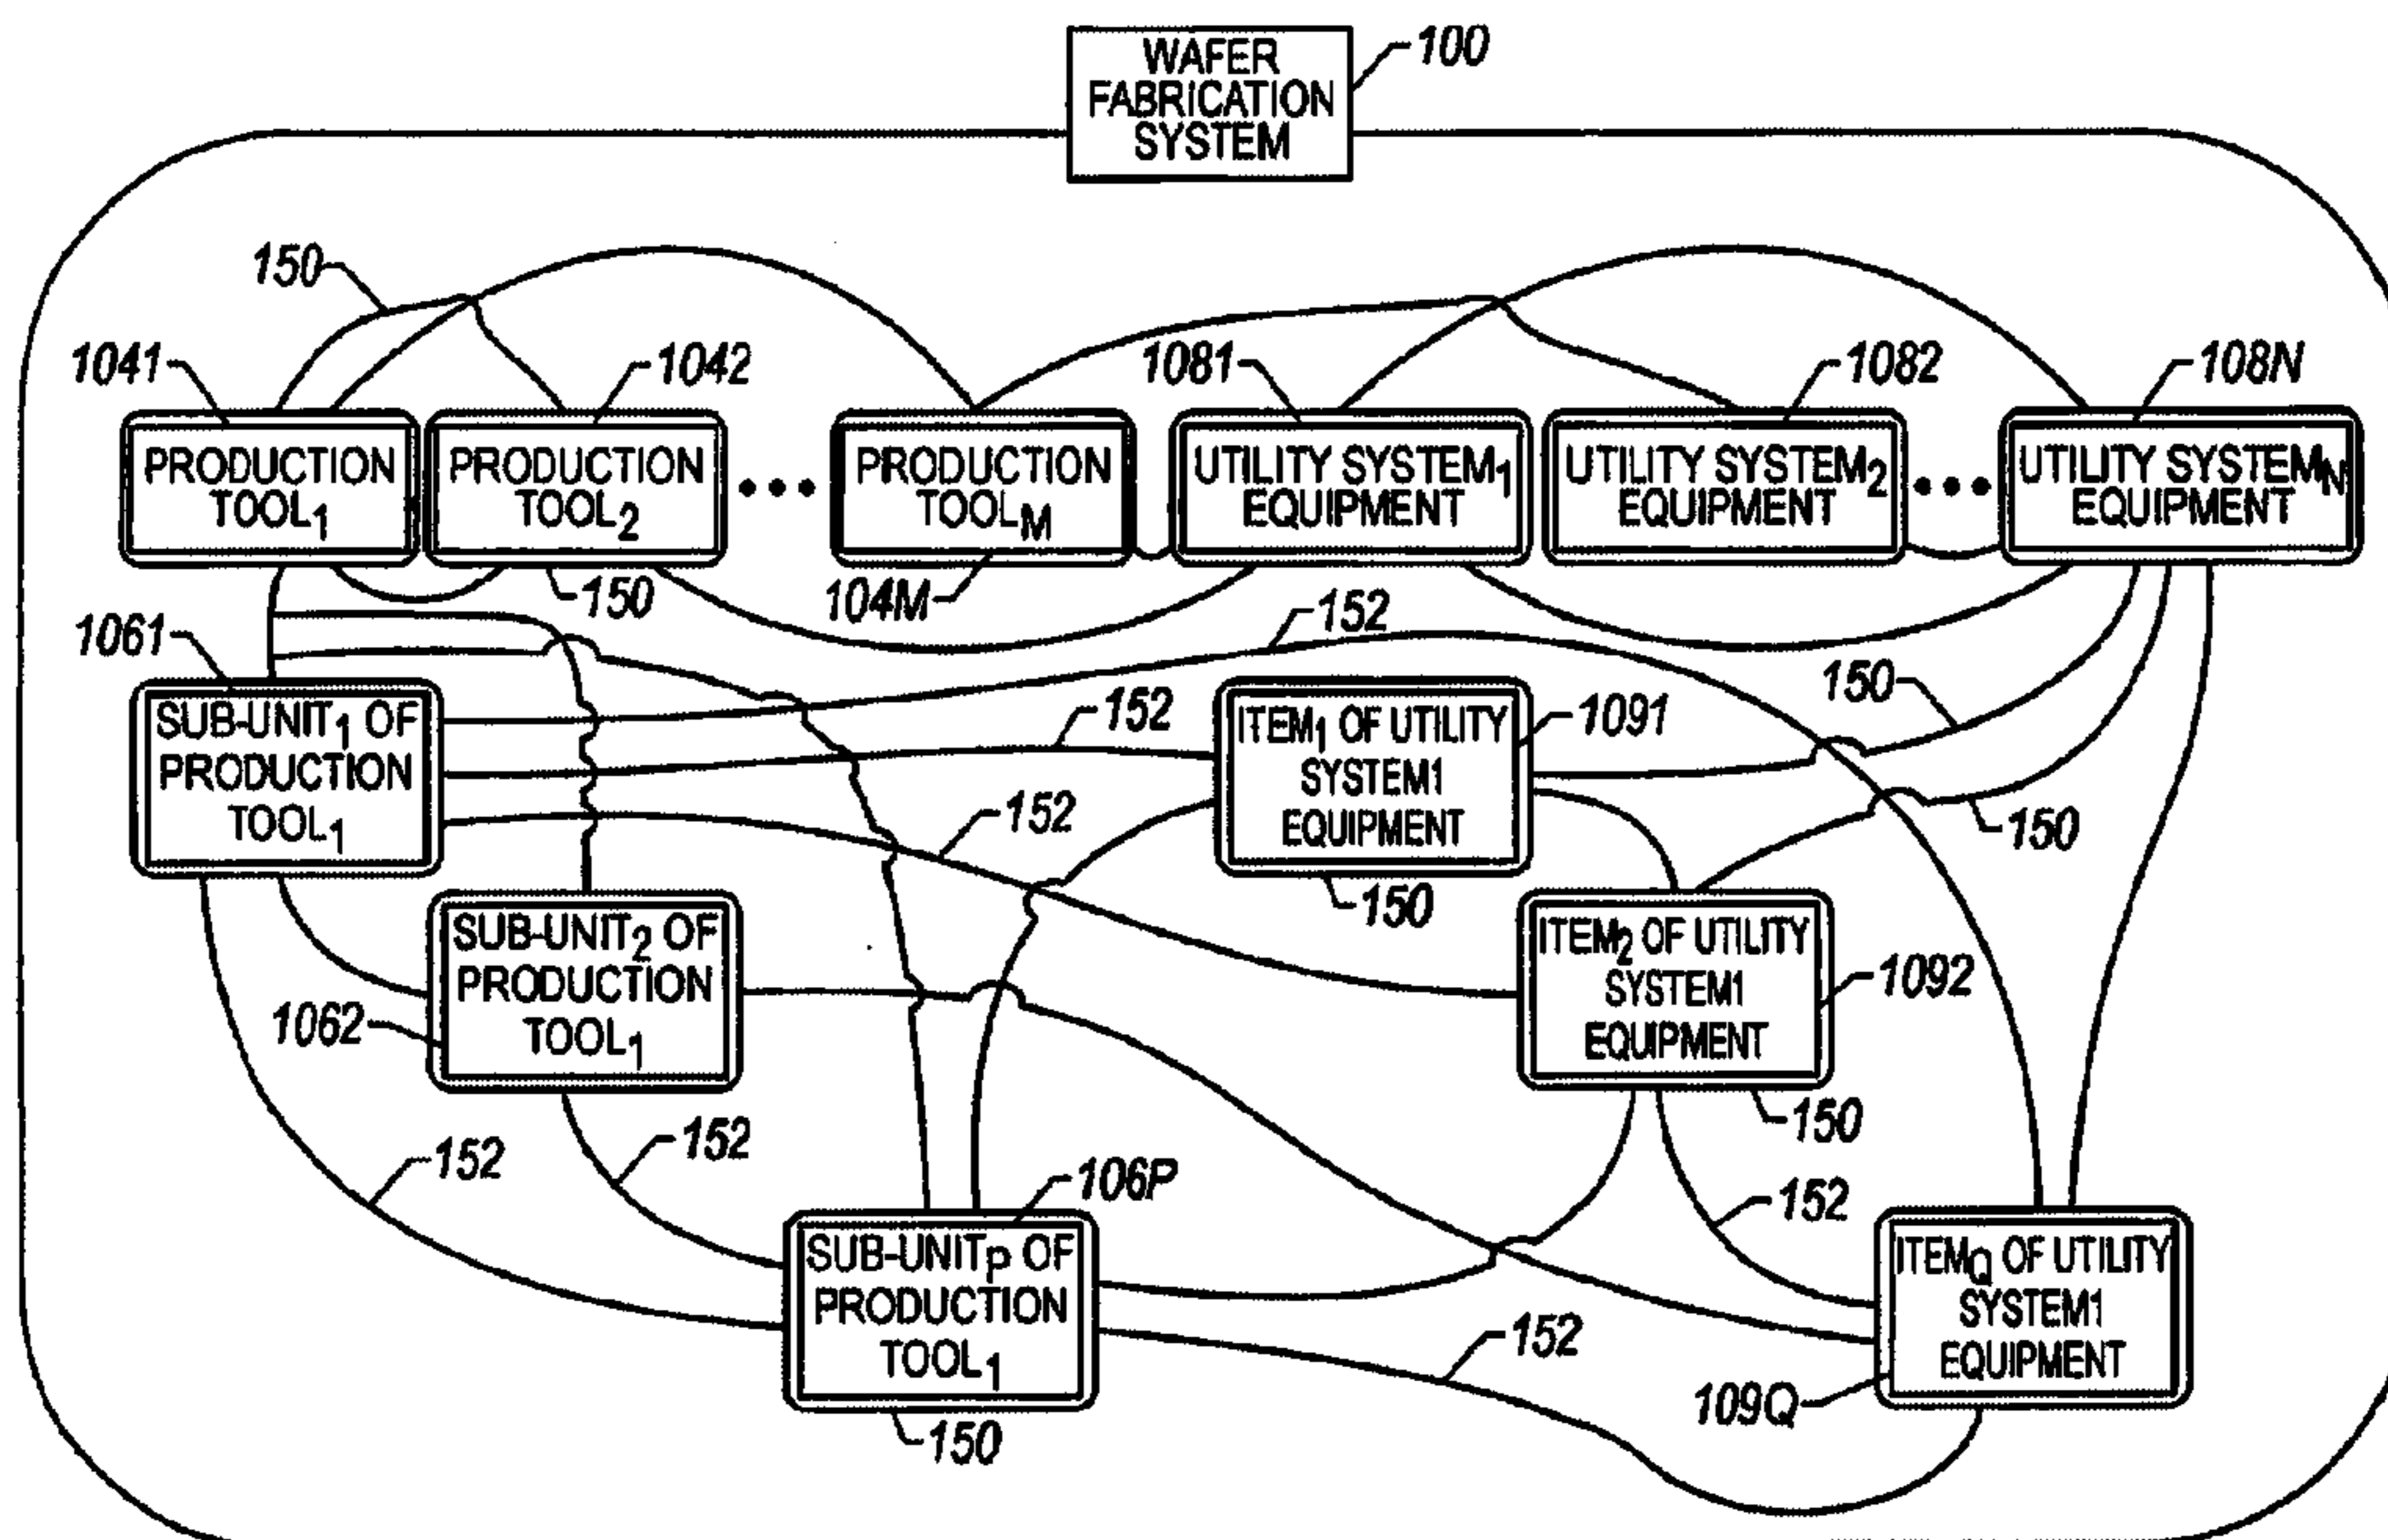 WAFER
FABRICATION
SYSTEM
100
150
1041
1042
1081
1082
108N
PRODUCTION
TOOL1
PRODUCTION
TOOL2
•••
PRODUCTION
TOOLM
UTILITY SYSTEM1
EQUIPMENT
UTILITY SYSTEM2
EQUIPMENT
•••
UTILITY SYSTEMN
EQUIPMENT
150
104M
152
1061
150
SUB-UNIT1 OF
PRODUCTION
TOOL1
152
ITEM1 OF UTILITY
SYSTEM1
EQUIPMENT
1091
152
150
150
SUB-UNIT2 OF
PRODUCTION
TOOL1
1062
ITEM2 OF UTILITY
SYSTEM1
EQUIPMENT
1092
150
152
152
106P
152
SUB-UNITP OF
PRODUCTION
TOOL1
150
ITEMQ OF UTILITY
SYSTEM1
EQUIPMENT
152
109Q